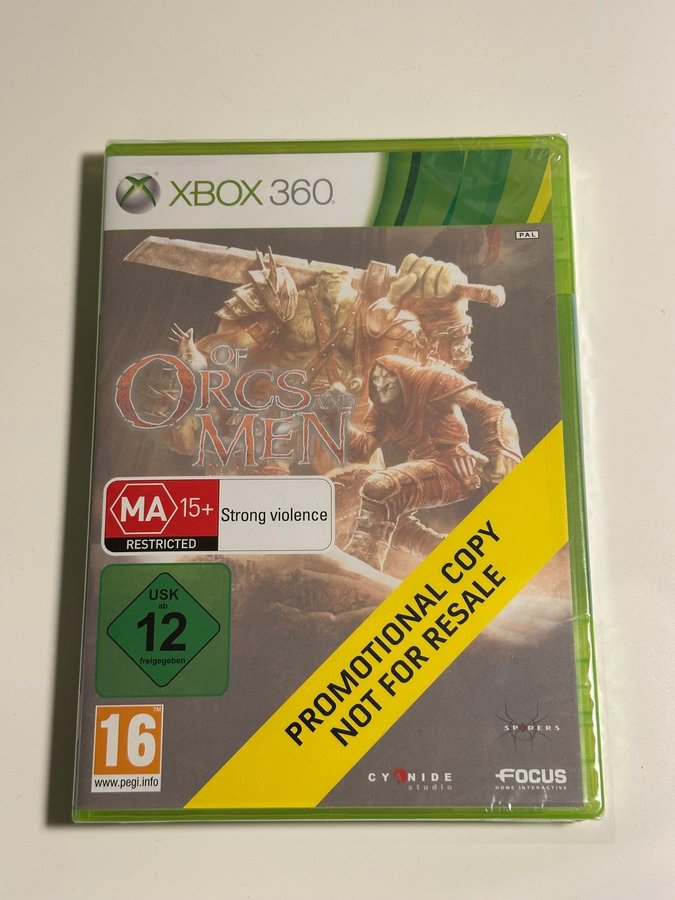 XBOX 360
PAL
OF
ORCS AND
MEN
MA 15+
RESTRICTED
Strong violence
USK
ab
12
freigegeben
16
www.pegi.info
PROMOTIONAL COPY
NOT FOR RESALE
SPIDERS
CYANIDE
studio
FOCUS
HOME INTERACTIVE